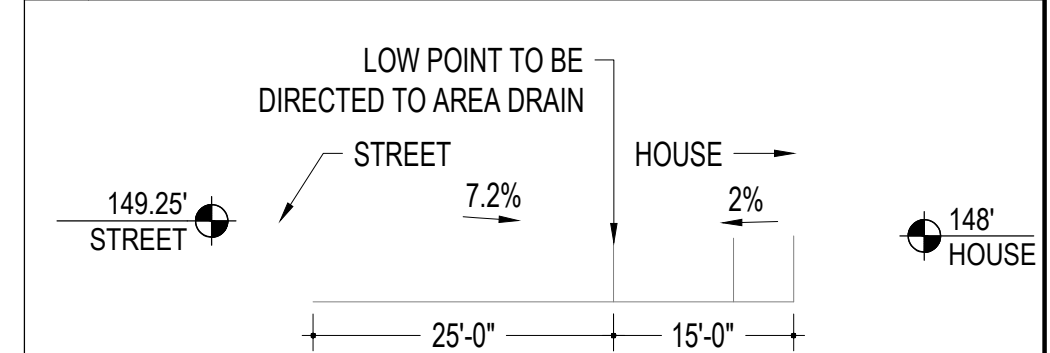 LOW POINT TO BE
DIRECTED TO AREA DRAIN
STREET
HOUSE
7.2%
2%
149.25'
STREET
148'
HOUSE
25'-0"
15'-0"